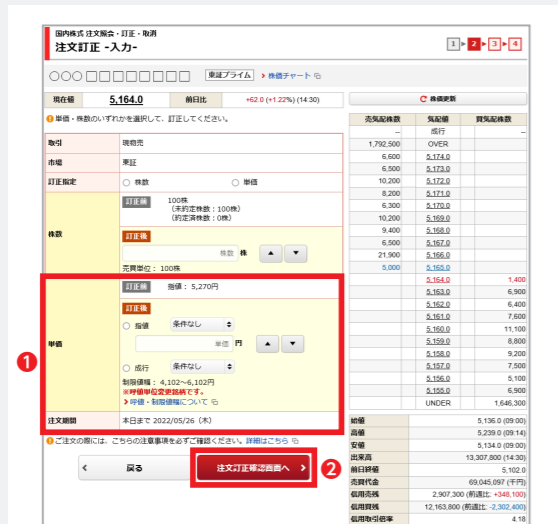 国内株式 注文照会・訂正・取消
注文訂正 -入力-
1 2 3 4
○○○ □□□□□□□□ 東証プライム 株価チャート
現在値 5,164.0 前日比 +62.0 (+1.22%) (14:30)
単価・株数のいずれかを選択して、訂正してください。
取引 現物売
市場 東証
訂正指定 株数 単価
株数
訂正前 100株
(未約定株数：100株)
(約定済株数：0株)
訂正後
株数 株 ▲ ▼
売買単位： 100株
1
単価
訂正前 指値： 5,270円
訂正後
指値 条件なし
単価 円 ▲ ▼
成行 条件なし
制限値幅： 4,102～6,102円
※呼値単位変更銘柄です。
呼値・制限値幅について
注文期間 本日まで 2022/05/26（木）
ご注文の際には、こちらの注意事項を必ずご確認ください。詳細はこちら
戻る 注文訂正確認画面へ 2
株価更新
売気配株数 気配値 買気配株数
-- 成行 --
1,792,500 OVER
6,600 5,174.0
6,500 5,173.0
10,200 5,172.0
8,200 5,171.0
6,300 5,170.0
10,200 5,169.0
9,400 5,168.0
6,500 5,167.0
21,900 5,166.0
5,000 5,165.0
5,164.0 1,400
5,163.0 6,900
5,162.0 6,400
5,161.0 7,600
5,160.0 11,100
5,159.0 8,800
5,158.0 9,200
5,157.0 7,500
5,156.0 5,100
5,155.0 6,900
UNDER 1,646,300
始値 5,136.0 (09:00)
高値 5,239.0 (09:14)
安値 5,134.0 (09:00)
出来高 13,307,800 (14:30)
前日終値 5,102.0
売買代金 69,045,097 (千円)
信用売残 2,907,300 (前週比: +348,100)
信用買残 12,163,800 (前週比: -2,302,400)
信用取引倍率 4.18